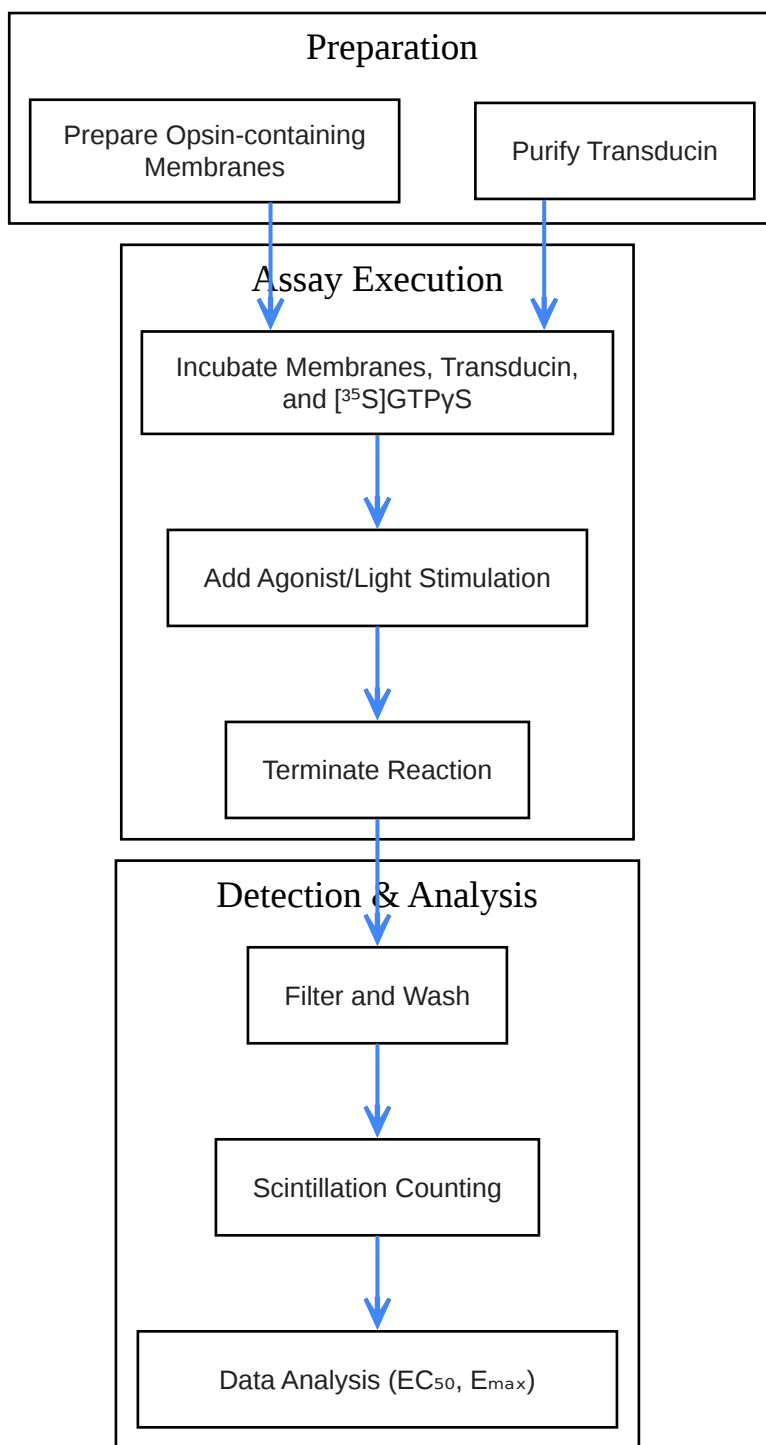 Preparation
Prepare Opsin-containing
Membranes
Purify Transducin
Assay Execution
Incubate Membranes, Transducin,
and [³⁵S]GTPγS
Add Agonist/Light Stimulation
Terminate Reaction
Detection & Analysis
Filter and Wash
Scintillation Counting
Data Analysis (EC₅₀, Eₘₐₓ)